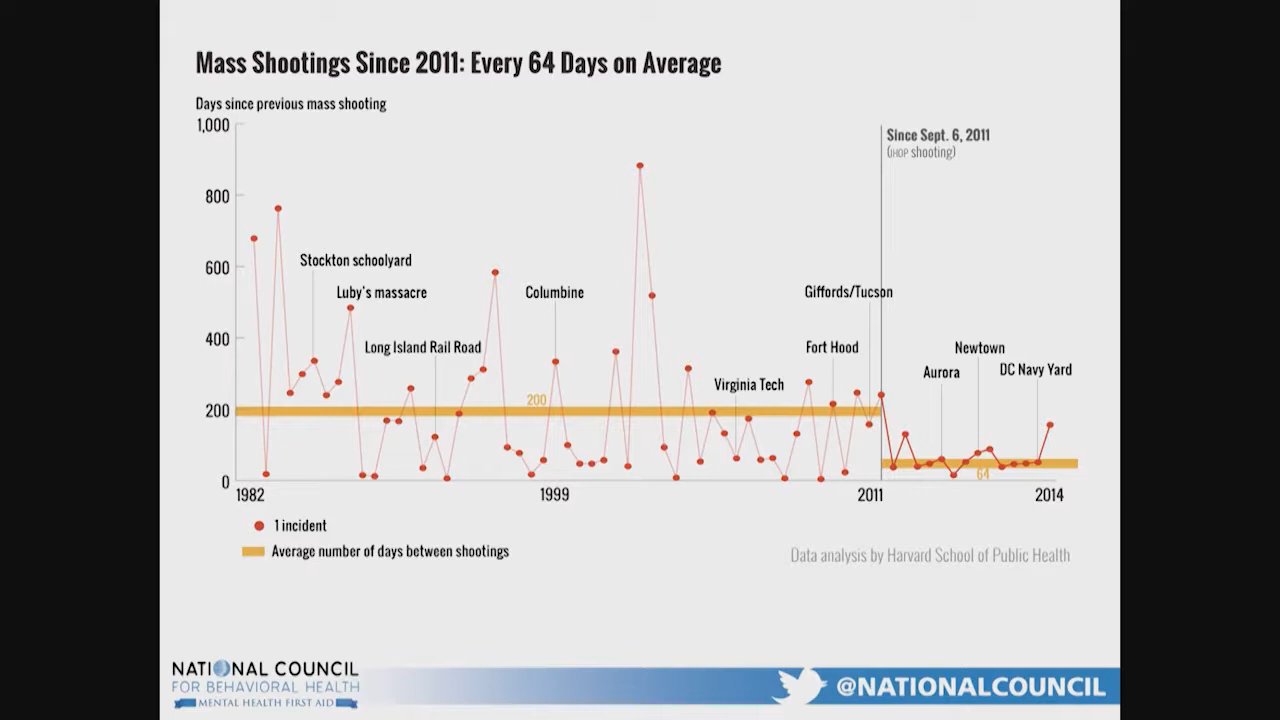 Mass Shootings Since 2011: Every 64 Days on Average
Days since previous mass shooting
1,000
800
600
400
200
0
Since Sept. 6, 2011
(IHOP shooting)
Stockton schoolyard
Luby's massacre
Columbine
Giffords/Tucson
Long Island Rail Road
Fort Hood
Newtown
Aurora
DC Navy Yard
Virginia Tech
200
64
1982
1999
2011
2014
1 incident
Average number of days between shootings
Data analysis by Harvard School of Public Health
NATIONAL COUNCIL
FOR BEHAVIORAL HEALTH
MENTAL HEALTH FIRST AID
@NATIONALCOUNCIL